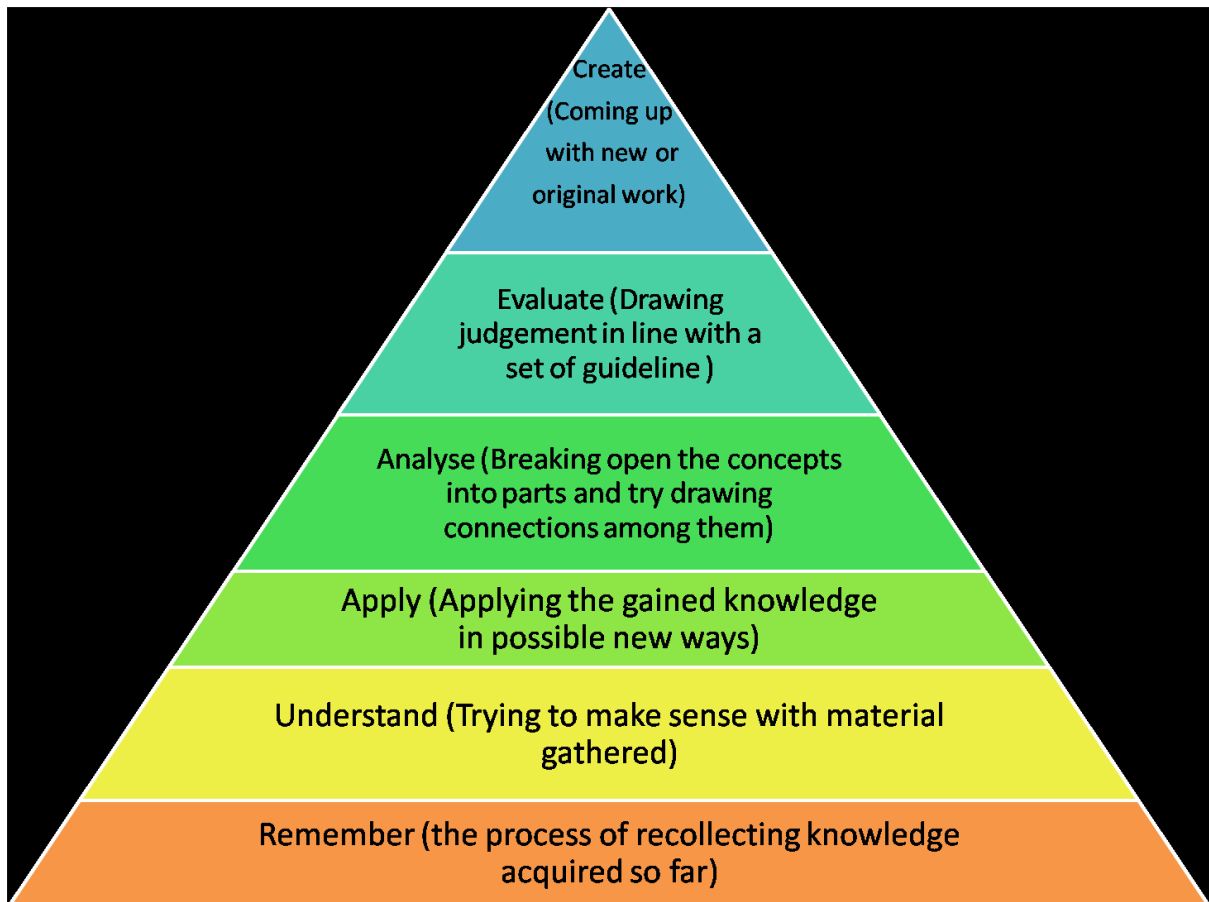 Create
(Coming up
with new or
original work)
Evaluate (Drawing
judgement in line with a
set of guideline )
Analyse (Breaking open the concepts
into parts and try drawing
connections among them)
Apply (Applying the gained knowledge
in possible new ways)
Understand (Trying to make sense with material
gathered)
Remember (the process of recollecting knowledge
acquired so far)